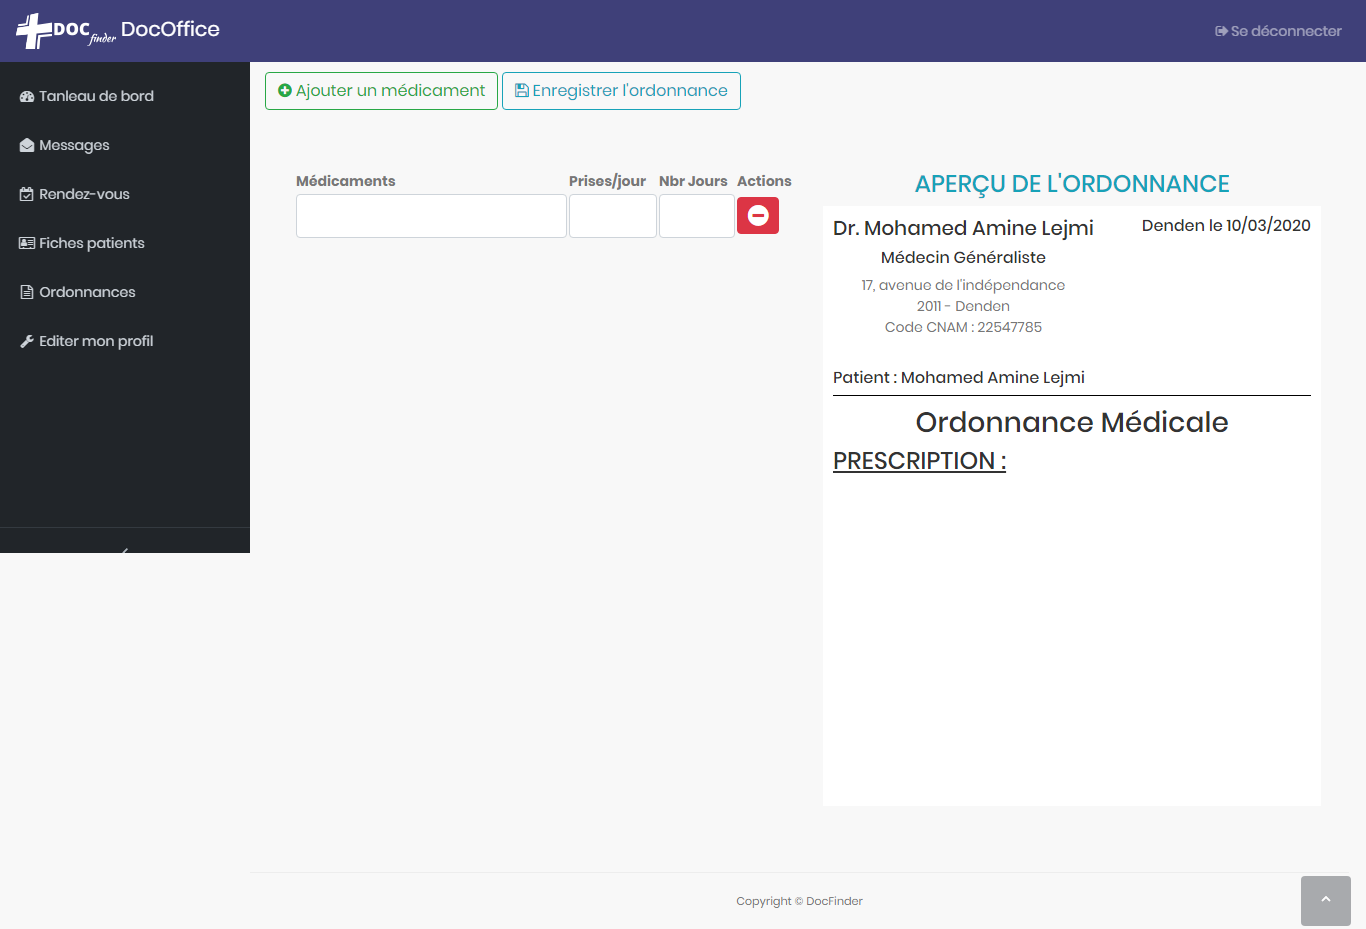 DOC finder DocOffice
Se déconnecter
Tanleau de bord
Messages
Rendez-vous
Fiches patients
Ordonnances
Editer mon profil
Ajouter un médicament
Enregistrer l'ordonnance
Médicaments Prises/jour Nbr Jours Actions
APERÇU DE L'ORDONNANCE
Dr. Mohamed Amine Lejmi
Denden le 10/03/2020
Médecin Généraliste
17, avenue de l'indépendance
2011 - Denden
Code CNAM : 22547785
Patient : Mohamed Amine Lejmi
Ordonnance Médicale
PRESCRIPTION :
Copyright © DocFinder